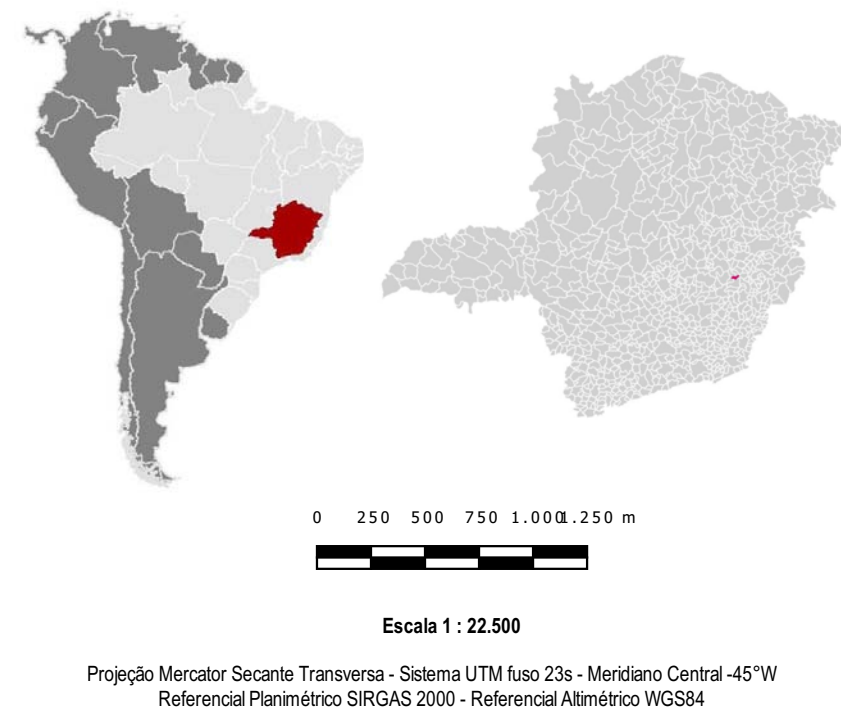 0 250 500 750 1.000 1.250 m
Escala 1 : 22.500
Projeção Mercator Secante Transversa - Sistema UTM fuso 23s - Meridiano Central -45°W
Referencial Planimétrico SIRGAS 2000 - Referencial Altimétrico WGS84